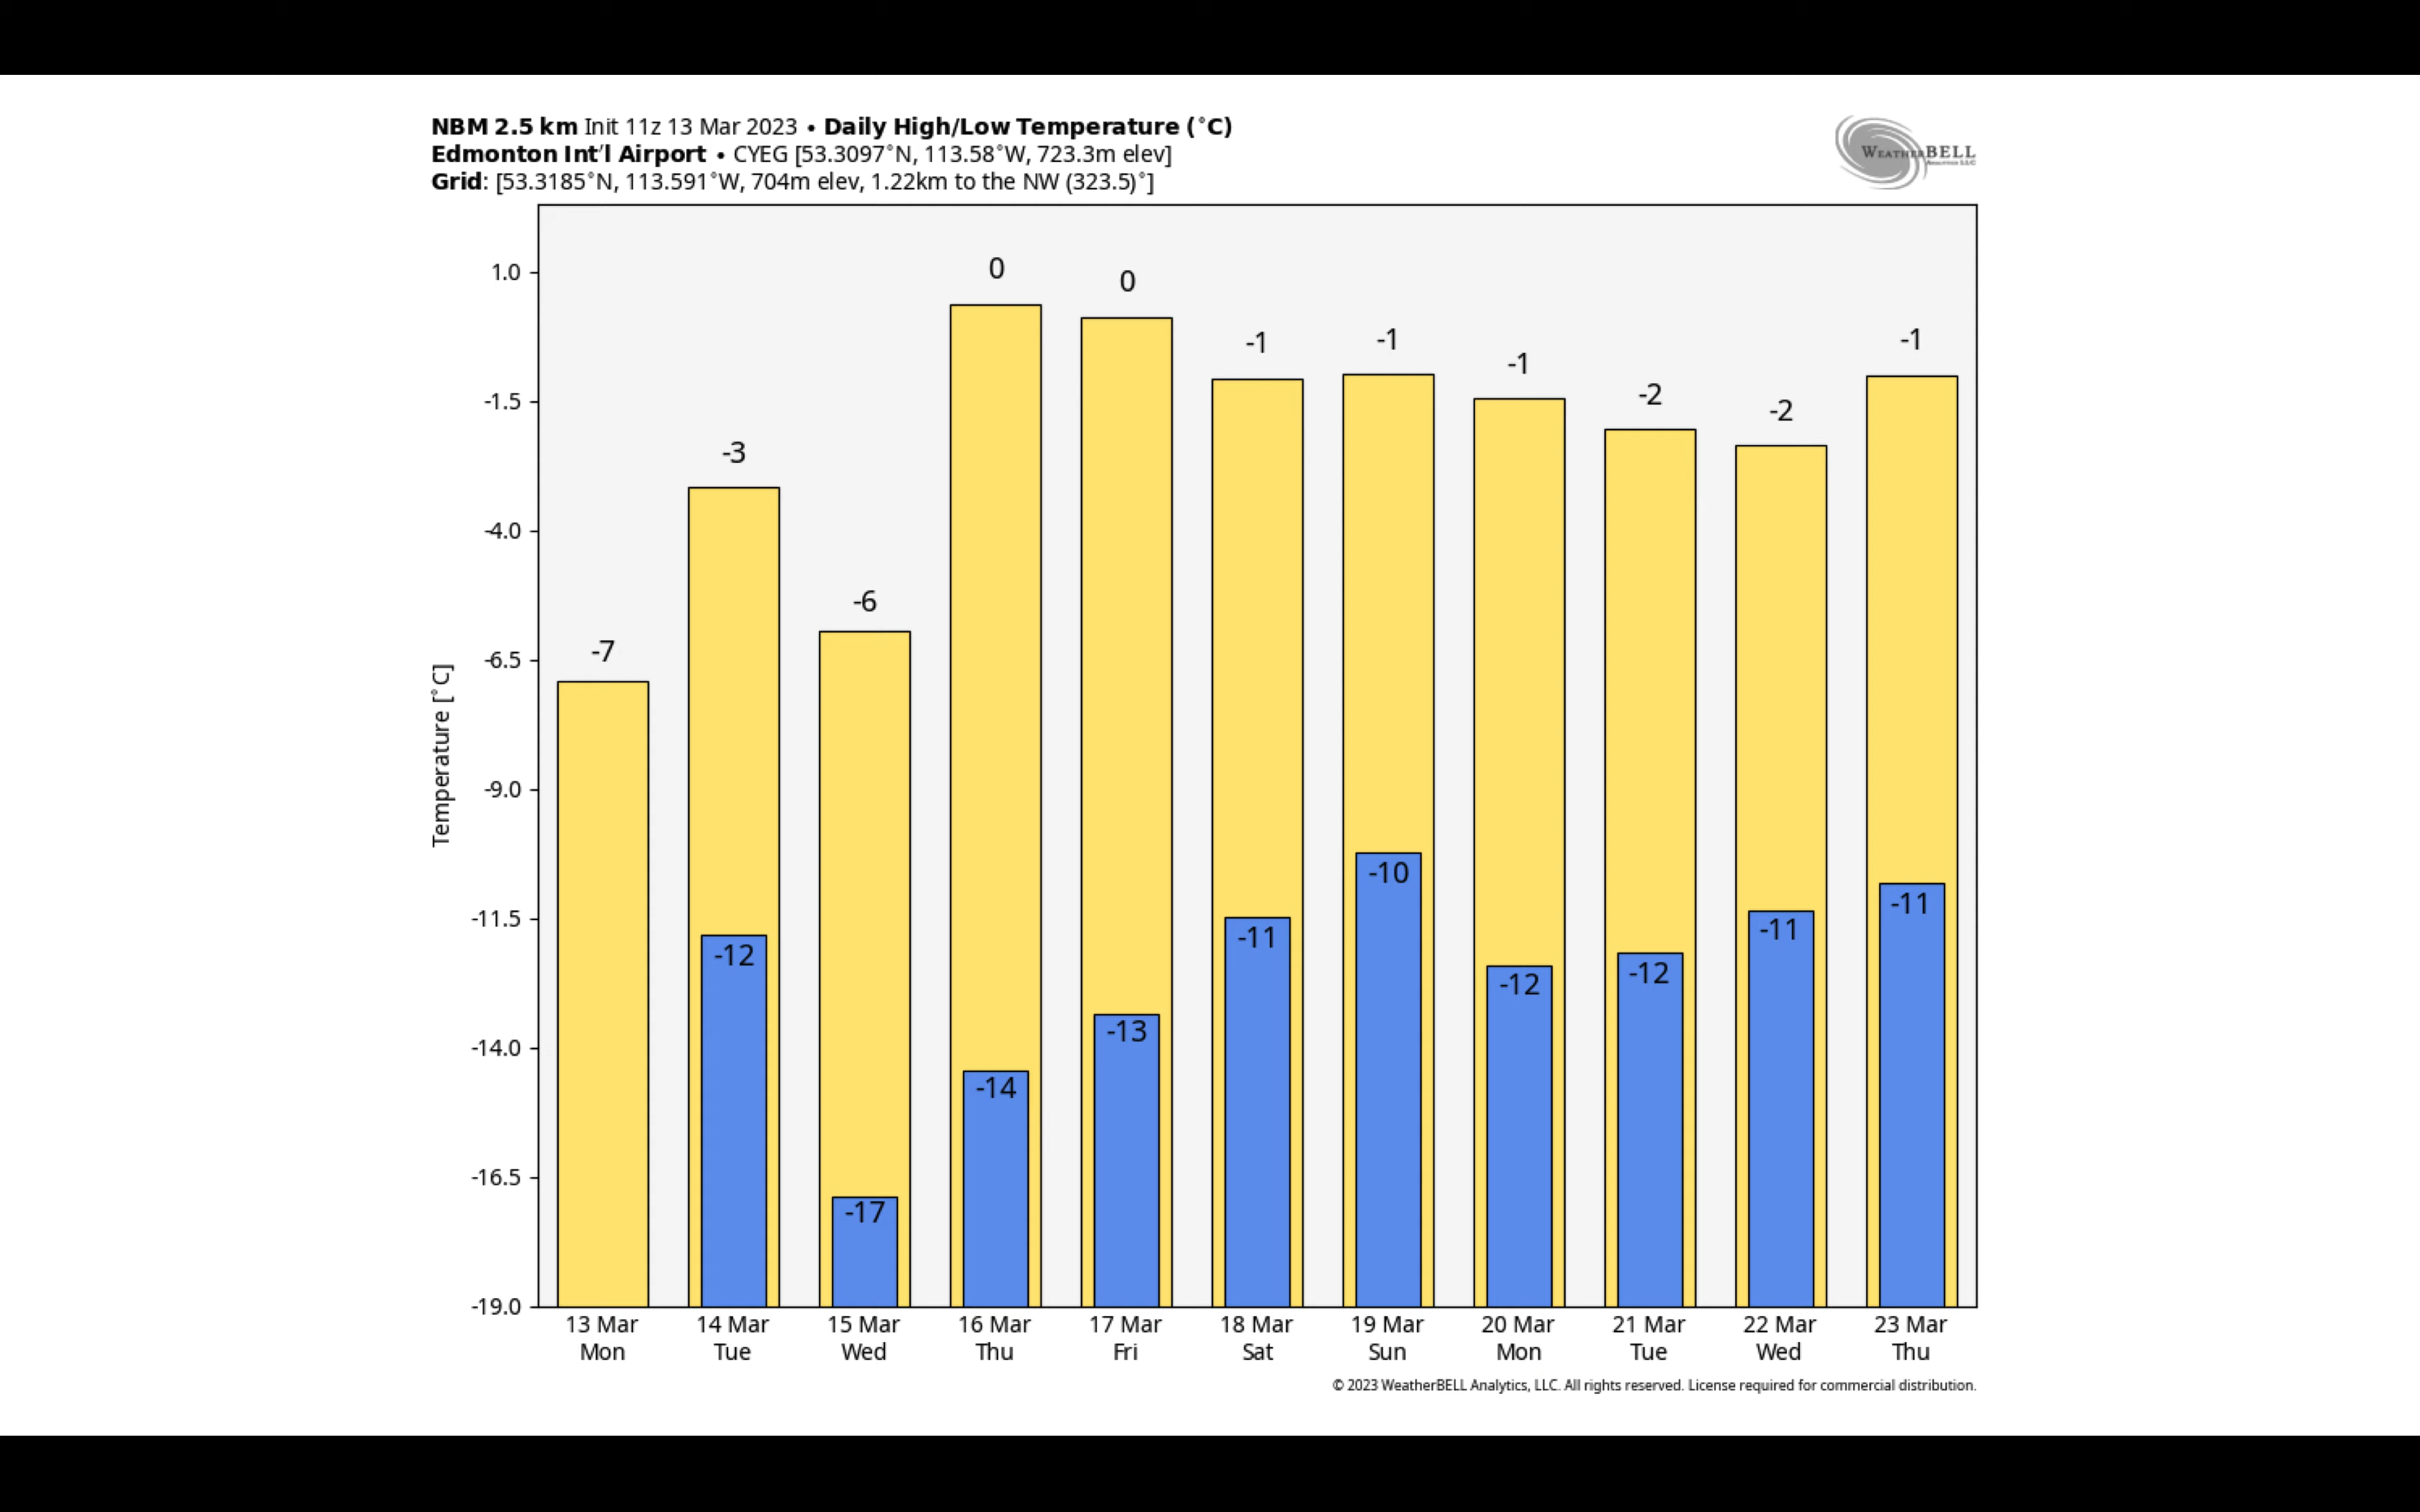 NBM 2.5 km Init 11z 13 Mar 2023 • Daily High/Low Temperature (°C)
Edmonton Int'l Airport • CYEG [53.3097°N, 113.58°W, 723.3m elev]
Grid: [53.3185°N, 113.591°W, 704m elev, 1.22km to the NW (323.5)°]
WEATHERBELL
ANALYTICS LLC
Temperature [°C]
1.0
-1.5
-4.0
-6.5
-9.0
-11.5
-14.0
-16.5
-19.0
-7
-3
-6
0
0
-1
-1
-1
-2
-2
-1
-12
-17
-14
-13
-11
-10
-12
-12
-11
-11
13 Mar
Mon
14 Mar
Tue
15 Mar
Wed
16 Mar
Thu
17 Mar
Fri
18 Mar
Sat
19 Mar
Sun
20 Mar
Mon
21 Mar
Tue
22 Mar
Wed
23 Mar
Thu
© 2023 WeatherBELL Analytics, LLC. All rights reserved. License required for commercial distribution.